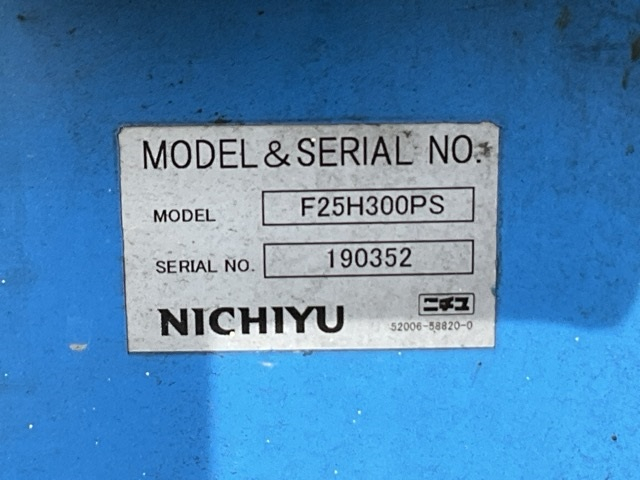 MODEL & SERIAL NO.
MODEL F25H300PS
SERIAL NO. 190352
NICHIYU ニチユ
52006-58820-0